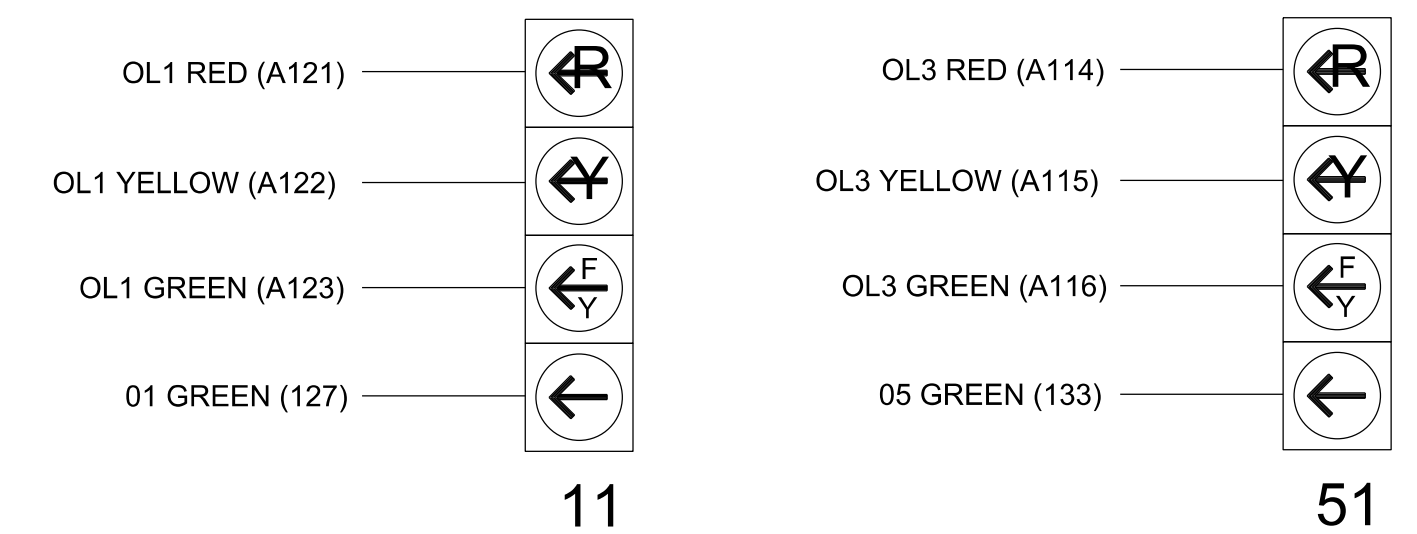 OL1 RED (A121)
R
OL1 YELLOW (A122)
Y
OL1 GREEN (A123)
F
Y
01 GREEN (127)
11
OL3 RED (A114)
R
OL3 YELLOW (A115)
Y
OL3 GREEN (A116)
F
Y
05 GREEN (133)
51